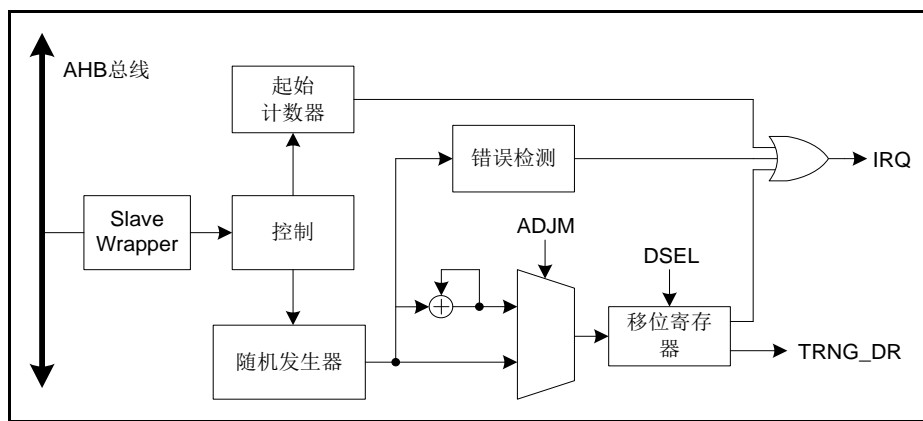 AHB总线
起始
计数器
错误检测
IRQ
Slave
Wrapper
控制
ADJM
DSEL
移位寄存
器
随机发生器
TRNG_DR